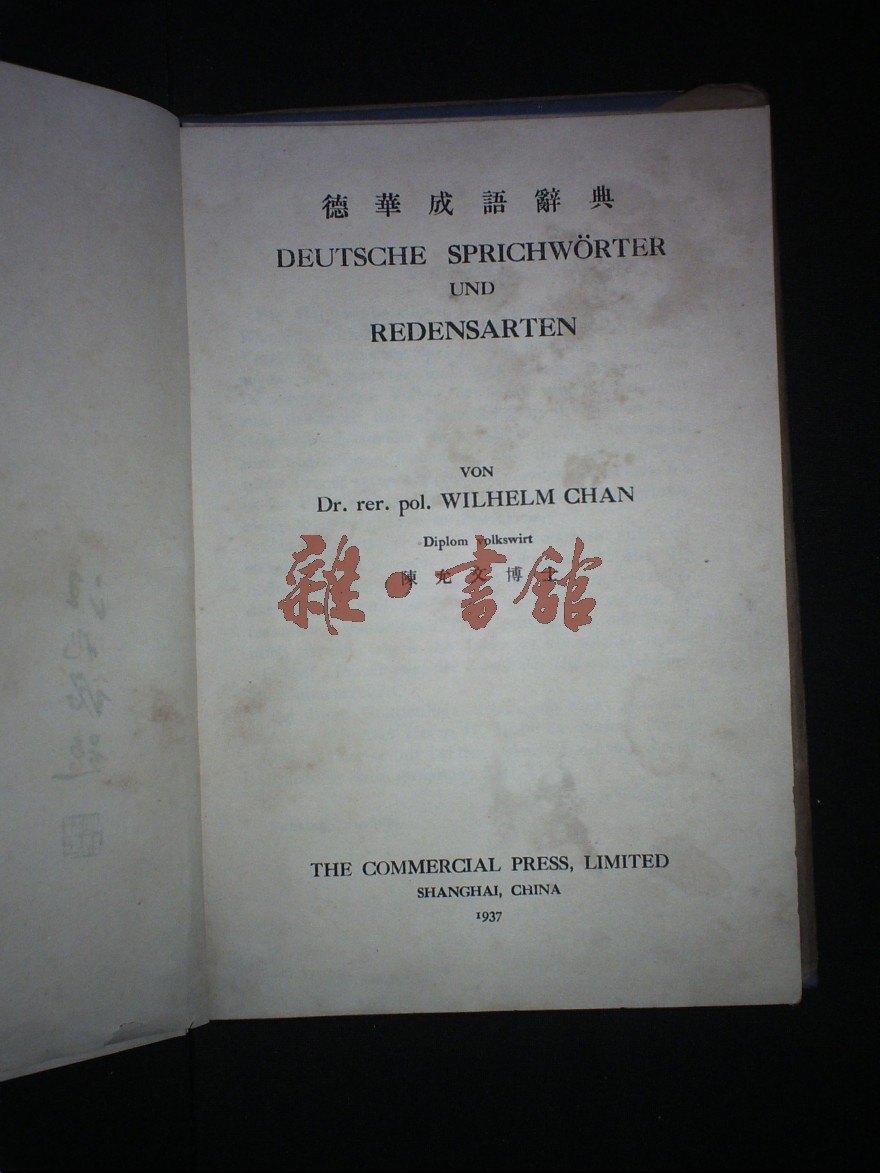 德華成語辭典
DEUTSCHE SPRICHWÖRTER
UND
REDENSARTEN
VON
Dr. rer. pol. WILHELM CHAN
Diplom Volkswirt
陳允文博士
雜·書館
THE COMMERCIAL PRESS, LIMITED
SHANGHAI, CHINA
1937